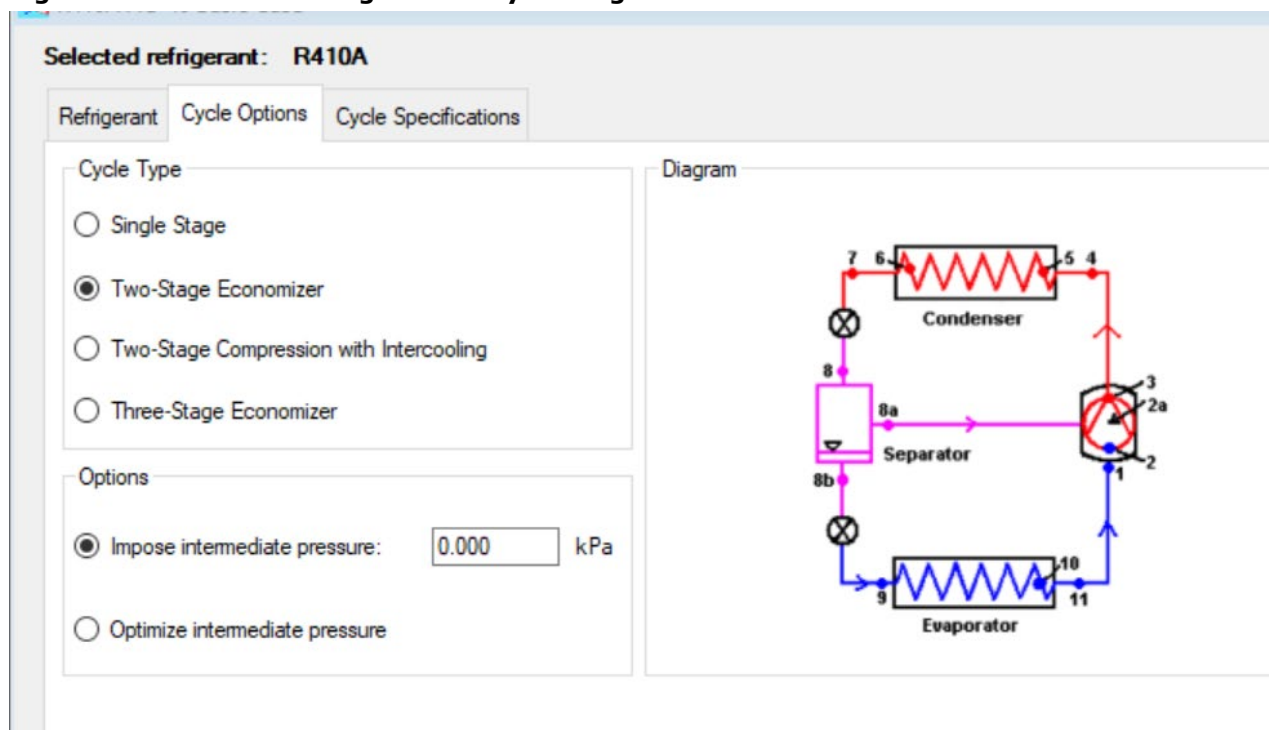 Selected refrigerant: R410A
Refrigerant Cycle Options Cycle Specifications
Cycle Type
Single Stage
Two-Stage Economizer
Two-Stage Compression with Intercooling
Three-Stage Economizer
Options
Impose intermediate pressure: 0.000 kPa
Optimize intermediate pressure
Diagram
7 6 5 4
Condenser
8
3
8a 2a
Separator
8b 1 2
10
9 11
Evaporator